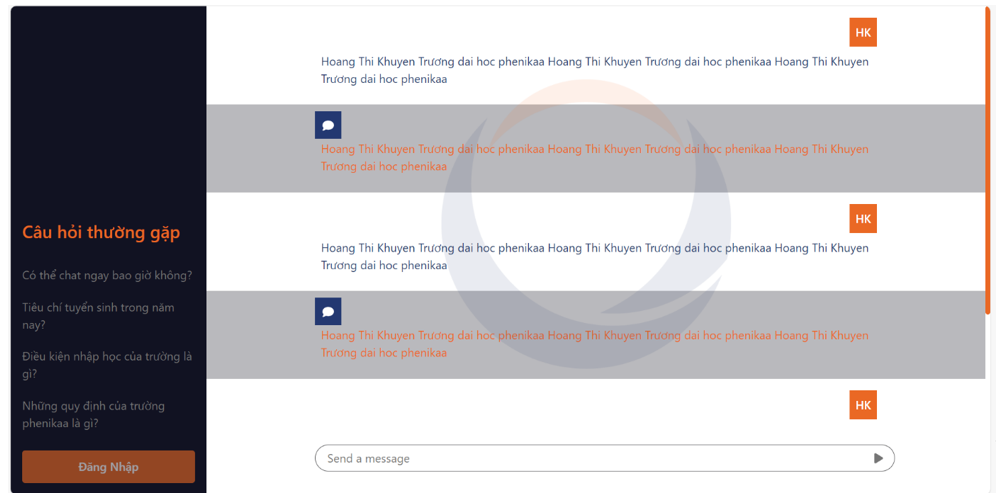 HK
Hoang Thi Khuyen Trương dai hoc phenikaa Hoang Thi Khuyen Trương dai hoc phenikaa Hoang Thi Khuyen
Trương dai hoc phenikaa
Hoang Thi Khuyen Trương dai hoc phenikaa Hoang Thi Khuyen Trương dai hoc phenikaa Hoang Thi Khuyen
Trương dai hoc phenikaa
HK
Hoang Thi Khuyen Trương dai hoc phenikaa Hoang Thi Khuyen Trương dai hoc phenikaa Hoang Thi Khuyen
Trương dai hoc phenikaa
Hoang Thi Khuyen Trương dai hoc phenikaa Hoang Thi Khuyen Trương dai hoc phenikaa Hoang Thi Khuyen
Trương dai hoc phenikaa
HK
Send a message
Câu hỏi thường gặp
Có thể chat ngay bao giờ không?
Tiêu chí tuyển sinh trong năm
nay?
Điều kiện nhập học của trường là
gì?
Những quy định của trường
phenikaa là gì?
Đăng Nhập